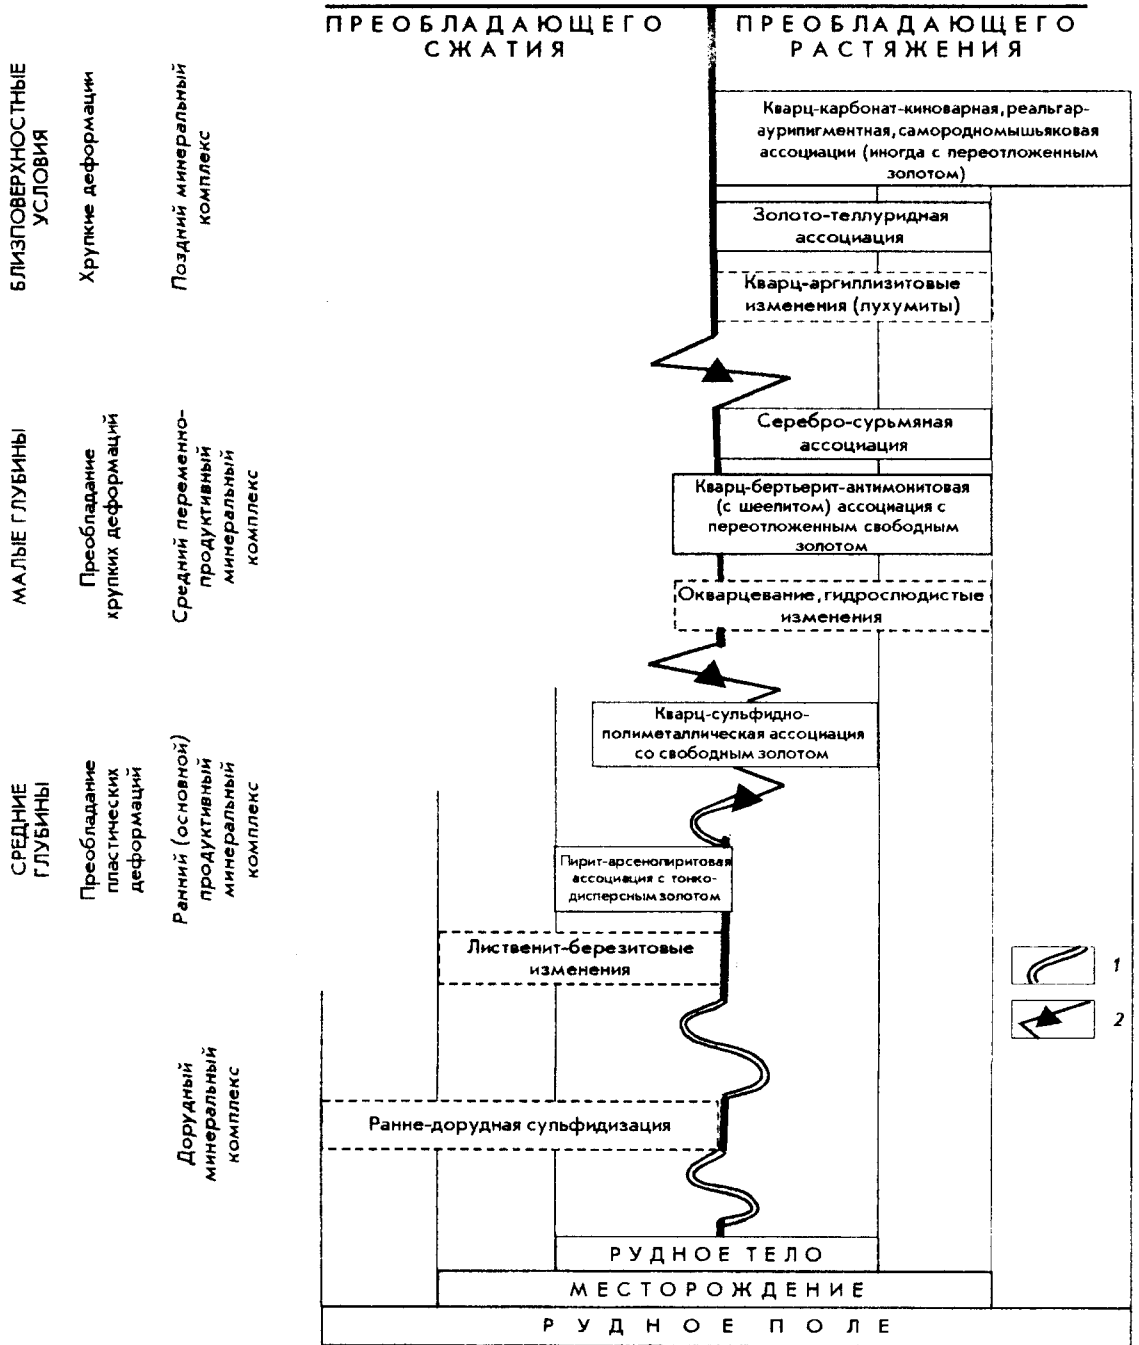 ПРЕОБЛАДАЮЩЕГО
СЖАТИЯ
ПРЕОБЛАДАЮЩЕГО
РАСТЯЖЕНИЯ
БЛИЗПОВЕРХНОСТНЫЕ
УСЛОВИЯ
Хрупкие деформации
Поздний минеральный
комплекс
Кварц-карбонат-киноварная, реальгар-
аурипигментная, самородномышьяковая
ассоциации (иногда с переотложенным
золотом)
Золото-теллуридная
ассоциация
Кварц-аргиллизитовые
изменения (лухумиты)
МАЛЫЕ ГЛУБИНЫ
Преобладание
хрупких деформаций
Средний переменно-
продуктивный
минеральный
комплекс
Серебро-сурьмяная
ассоциация
Кварц-бертьерит-антимонитовая
(с шеелитом) ассоциация с
переотложенным свободным
золотом
Окварцевание, гидрослюдистые
изменения
СРЕДНИЕ
ГЛУБИНЫ
Преобладание
пластических
деформаций
Ранний (основной)
продуктивный
минеральный
комплекс
Кварц-сульфидно-
полиметаллическая ассоциация
со свободным золотом
Пирит-арсенопиритовая
ассоциация с тонко-
дисперсным золотом
Лиственит-березитовые
изменения
1
2
Дорудный
минеральный
комплекс
Ранне-дорудная сульфидизация
РУДНОЕ ТЕЛО
МЕСТОРОЖДЕНИЕ
РУДНОЕ ПОЛЕ